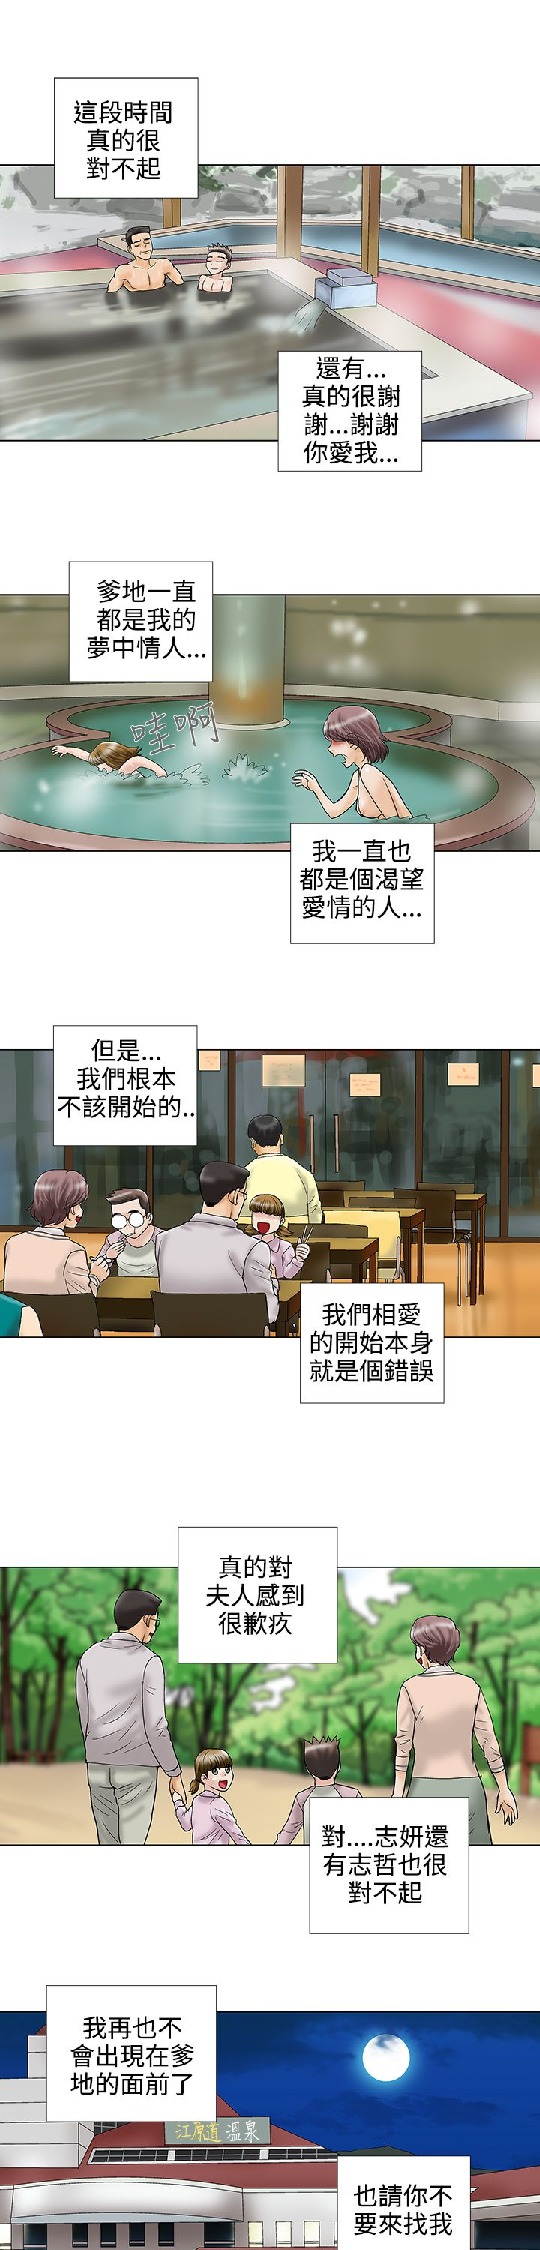 這段時間
真的很
對不起
還有...
真的很謝
謝...謝謝
你愛我...
爹地一直
都是我的
夢中情人...
哇啊
我一直也
都是個渴望
愛情的人...
但是...
我們根本
不該開始的..
我們相愛
的開始本身
就是個錯誤
真的對
夫人感到
很歉疚
對....志妍還
有志哲也很
對不起
我再也不
會出現在爹
地的面前了
江原道 溫泉
也請你不
要來找我